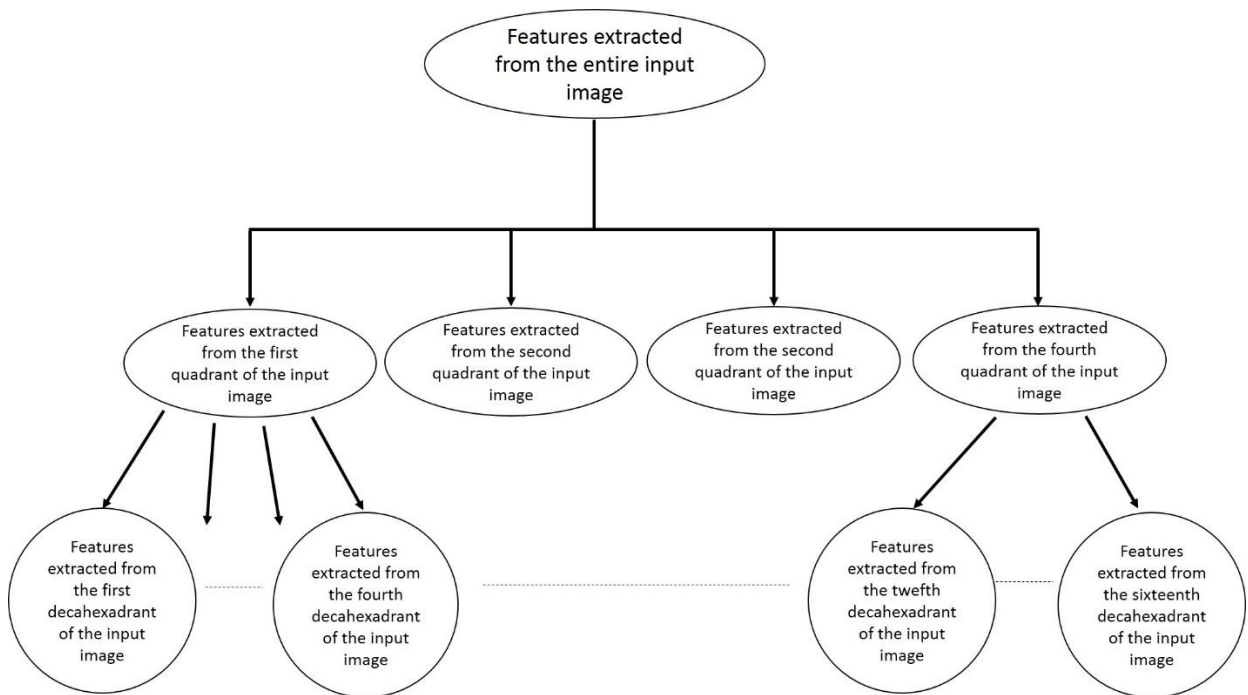 Features extracted
from the entire input
image
Features extracted
from the first
quadrant of the input
image
Features extracted
from the second
quadrant of the input
image
Features extracted
from the second
quadrant of the input
image
Features extracted
from the fourth
quadrant of the input
image
Features
extracted from
the first
decahexadrant
of the input
image
Features
extracted from
the fourth
decahexadrant
of the input
image
Features
extracted from
the twefth
decahexadrant
of the input
image
Features
extracted from
the sixteenth
decahexadrant
of the input
image